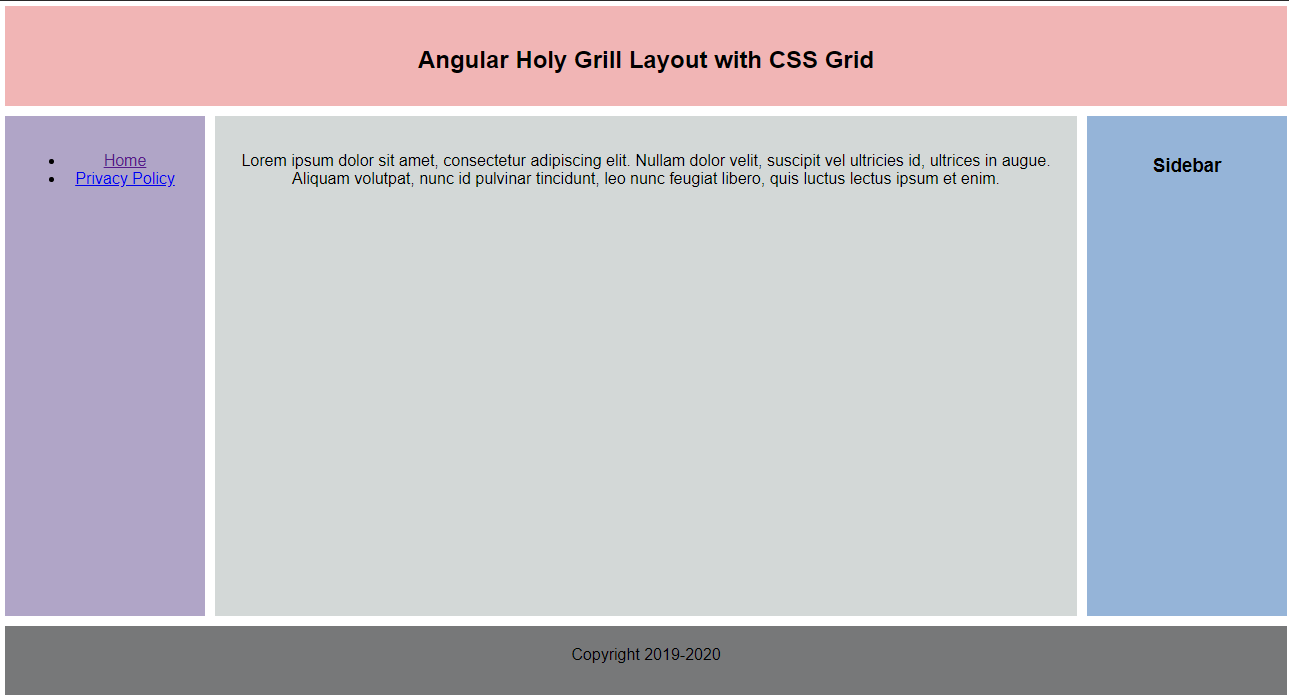 Angular Holy Grill Layout with CSS Grid
Home
Privacy Policy
Lorem ipsum dolor sit amet, consectetur adipiscing elit. Nullam dolor velit, suscipit vel ultricies id, ultrices in augue.
Aliquam volutpat, nunc id pulvinar tincidunt, leo nunc feugiat libero, quis luctus lectus ipsum et enim.
Sidebar
Copyright 2019-2020